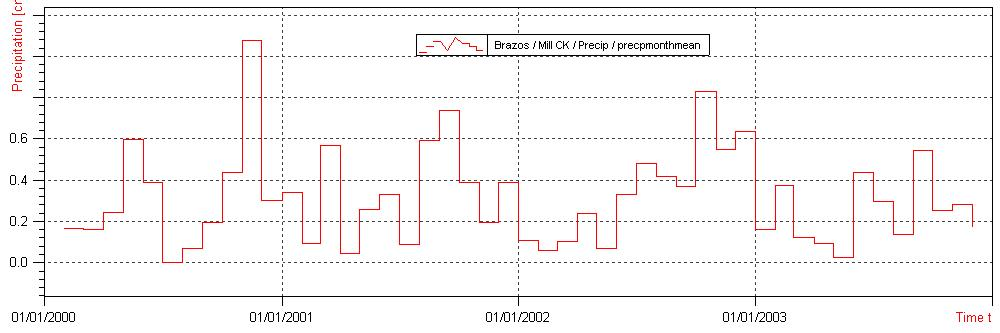 Precipitation [cm
Brazos / Mill CK / Precip / precpmonthmean
0.6
0.4
0.2
0.0
01/01/2000
01/01/2001
01/01/2002
01/01/2003
Time t